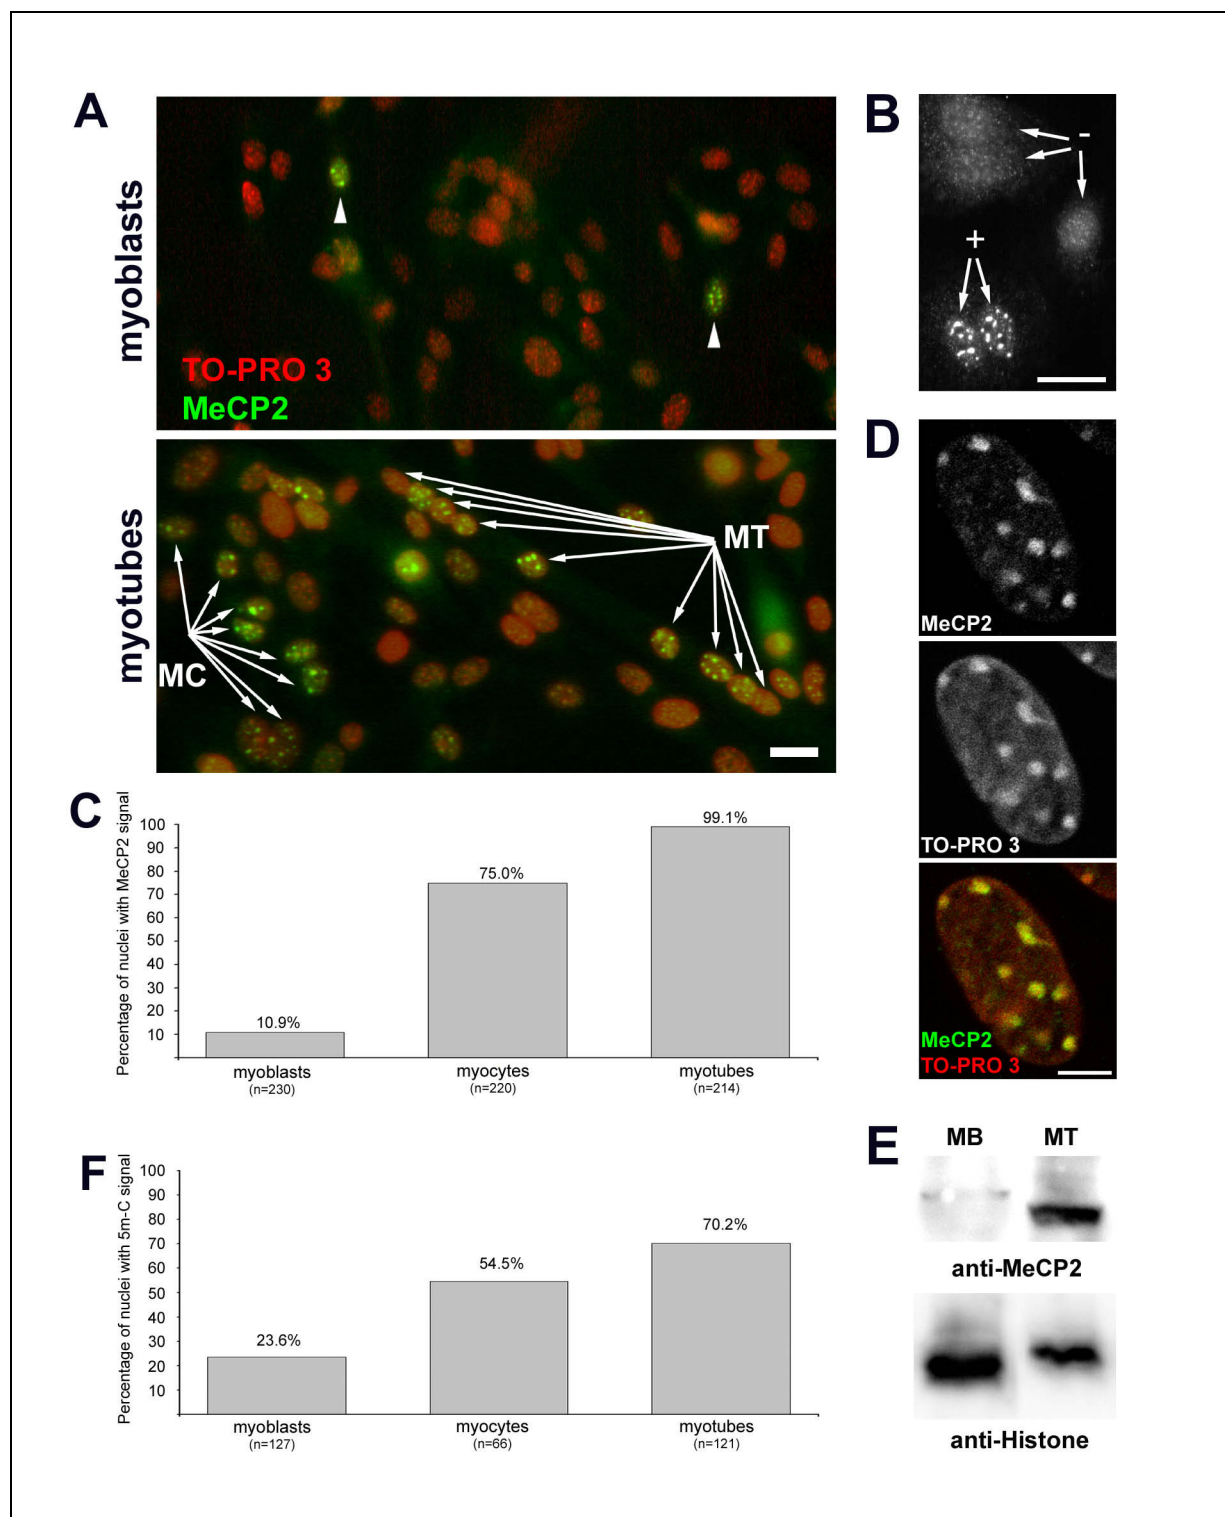 A
myoblasts
TO-PRO 3
MeCP2
myotubes
MT
MC
B
-
+
C
Percentage of nuclei with MeCP2 signal
100
90
80
70
60
50
40
30
20
10
10.9%
75.0%
99.1%
myoblasts
(n=230)
myocytes
(n=220)
myotubes
(n=214)
D
MeCP2
TO-PRO 3
MeCP2
TO-PRO 3
E
MB MT
anti-MeCP2
anti-Histone
F
Percentage of nuclei with 5m-C signal
100
90
80
70
60
50
40
30
20
10
23.6%
54.5%
70.2%
myoblasts
(n=127)
myocytes
(n=66)
myotubes
(n=121)